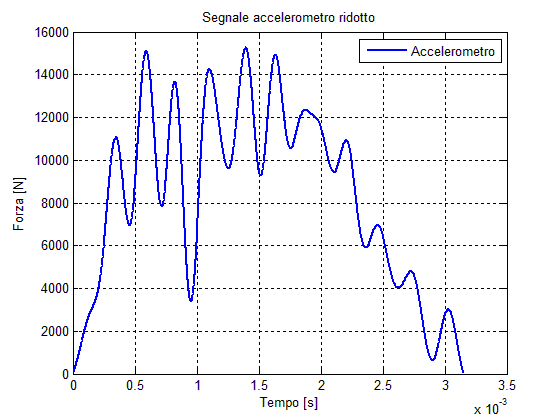 Segnale accelerometro ridotto
Accelerometro
16000
14000
12000
10000
8000
6000
4000
2000
0
Forza [N]
0 0.5 1 1.5 2 2.5 3 3.5
Tempo [s]
x 10⁻³